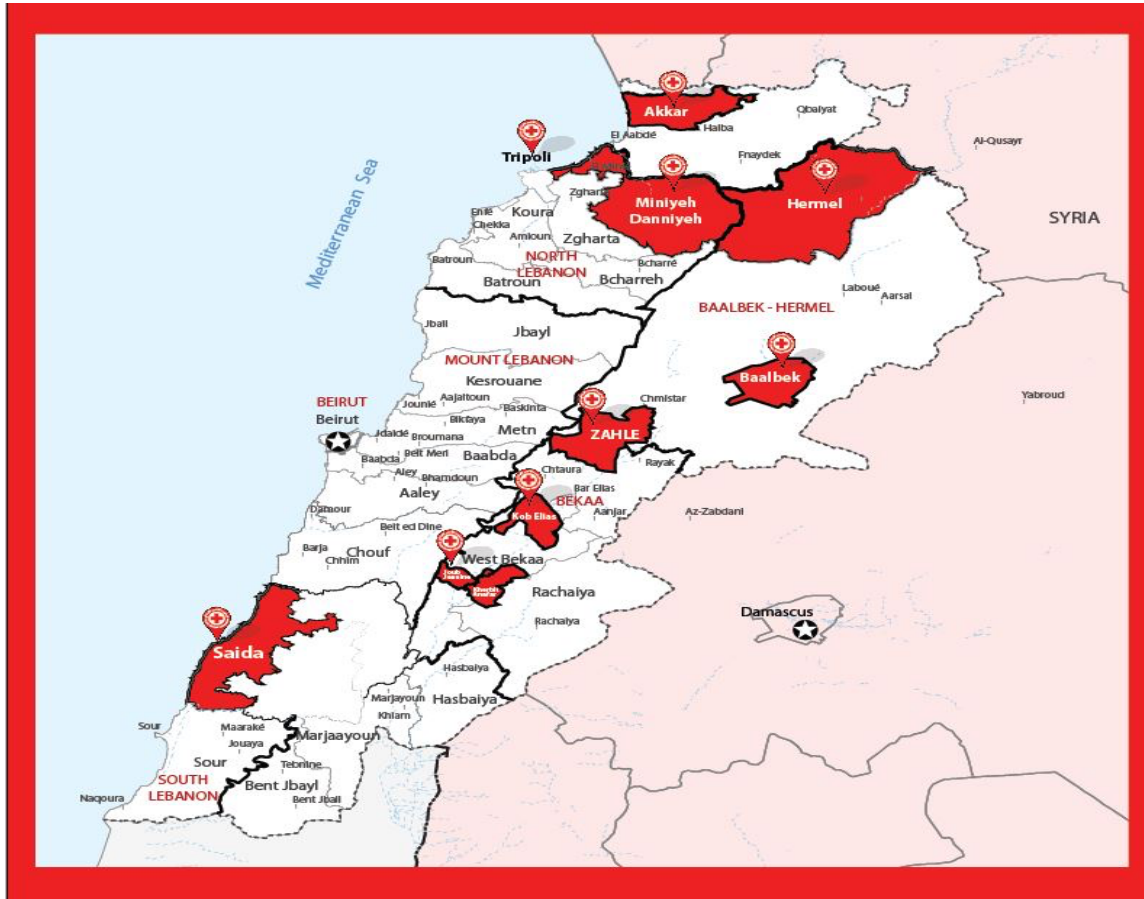 Akkar
Qbaiyat
El Aabdé
Halba
Al-Qusayr
Tripoli
Fnaydek
Zgharta
Miniyeh
Danniyeh
Hermel
Mediterranean Sea
Enfé
Koura
Chekka
SYRIA
Amioun
Zgharta
NORTH
LEBANON
Batroun
Bcharré
Batroun
Bcharreh
Laboué
Aarsal
BAALBEK - HERMEL
Jbail
Jbayl
MOUNT LEBANON
Kesrouane
Baalbek
BEIRUT
Beirut
Jounié
Aajaltoun
Baskinta
Chmistar
Yabroud
Bikfaya
Metn
ZAHLE
Jdaidé
Broumana
Baabda
Beit Meri
Baabda
Rayak
Aley
Bhamdoun
Chtaura
Aaley
Bar Elias
BEKAA
Damour
Kob Elias
Aanjar
Az-Zabdani
Beit ed Dine
Barja
Chhim
Chouf
West Bekaa
Joub
Jannine
Rachaiya
Damascus
Rachaiya
Saida
Hasbaiya
Marjayoun
Hasbaiya
Khiam
Sour
Maaraké
Jouaya
Marjaayoun
Sour
Tebnine
SOUTH
LEBANON
Bent Jbayl
Naqoura
Bent Jbail